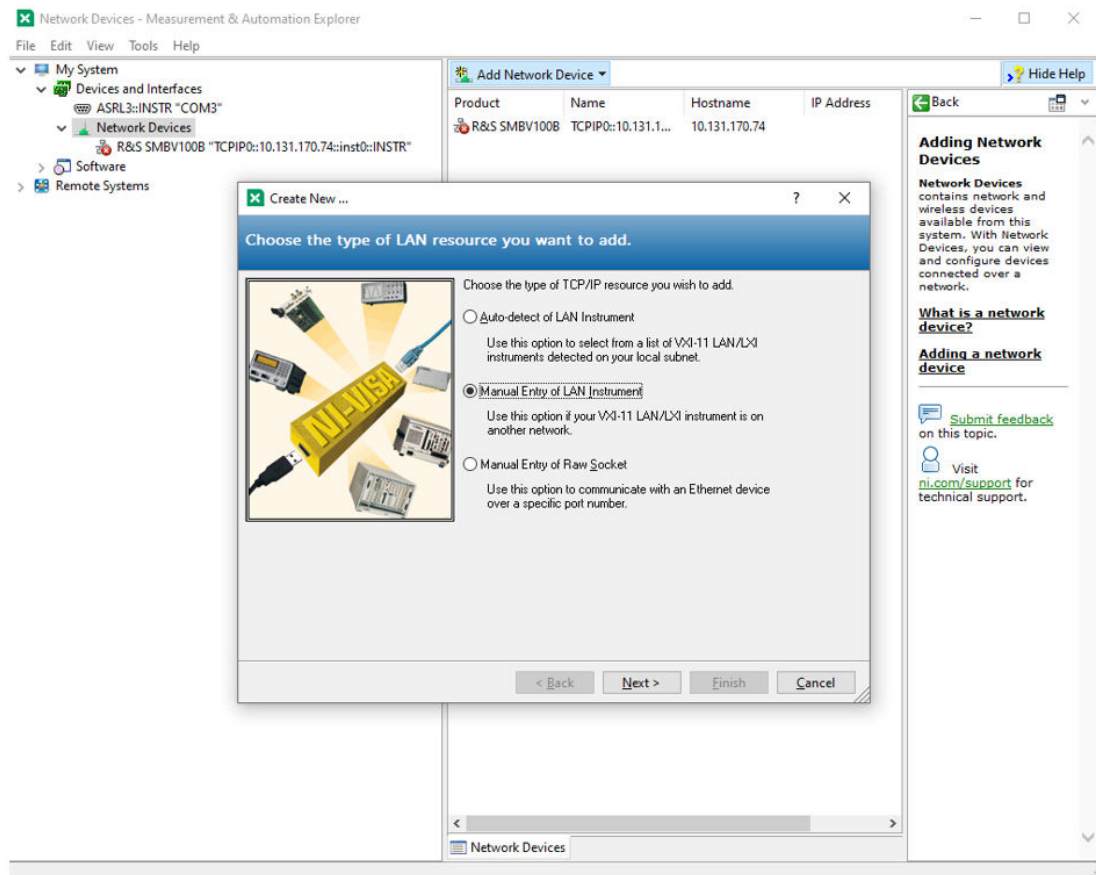 Network Devices - Measurement & Automation Explorer
File Edit View Tools Help
My System
Devices and Interfaces
ASRL3::INSTR "COM3"
Network Devices
R&S SMBV100B "TCPIP0::10.131.170.74::inst0::INSTR"
Software
Remote Systems
Add Network Device
Hide Help
Product Name Hostname IP Address
R&S SMBV100B TCPIP0::10.131.1... 10.131.170.74
Network Devices
Create New ...
?
Choose the type of LAN resource you want to add.
NI-VISA
Choose the type of TCP/IP resource you wish to add.
Auto-detect of LAN Instrument
Use this option to select from a list of VXI-11 LAN/LXI
instruments detected on your local subnet.
Manual Entry of LAN Instrument
Use this option if your VXI-11 LAN/LXI instrument is on
another network.
Manual Entry of Raw Socket
Use this option to communicate with an Ethernet device
over a specific port number.
< Back Next > Finish Cancel
Back
Adding Network
Devices
Network Devices
contains network and
wireless devices
available from this
system. With Network
Devices, you can view
and configure devices
connected over a
network.
What is a network
device?
Adding a network
device
Submit feedback
on this topic.
Visit
ni.com/support for
technical support.